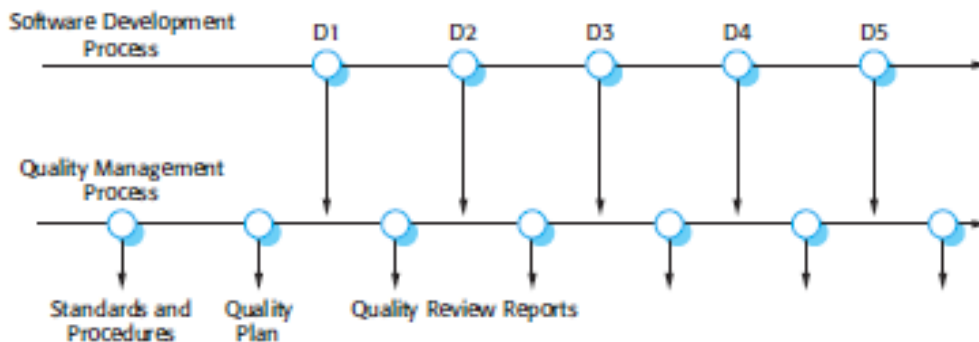 Software Development
Process
D1 D2 D3 D4 D5
Quality Management
Process
Standards and
Procedures
Quality
Plan
Quality Review Reports